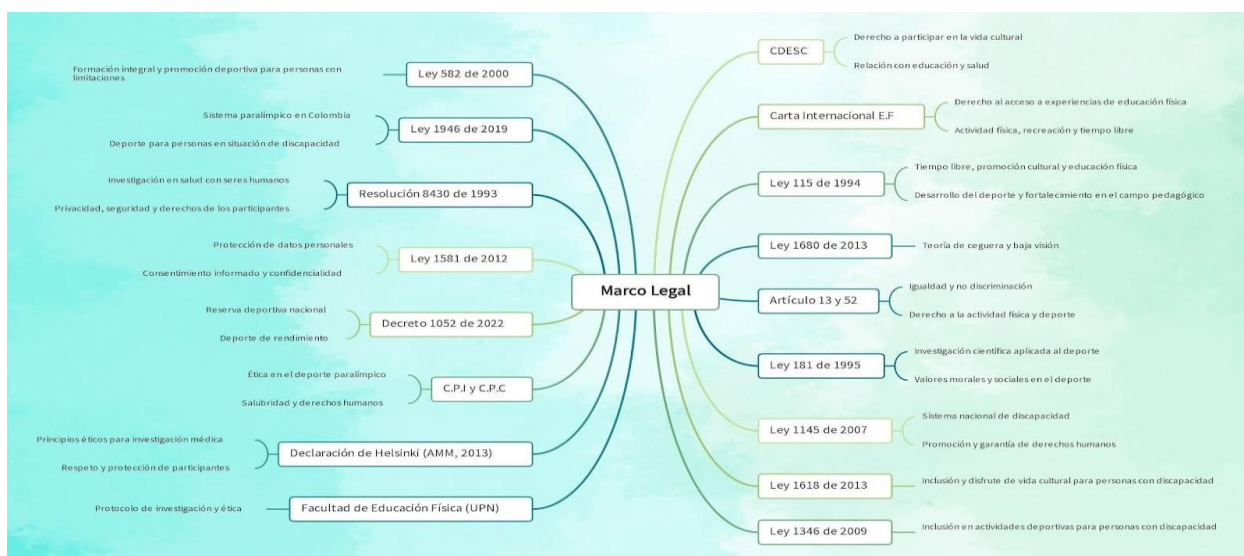 Marco Legal
Ley 582 de 2000
Formación integral y promoción deportiva para personas con
limitaciones
Ley 1946 de 2019
Sistema paralímpico en Colombia
Deporte para personas en situación de discapacidad
Resolución 8430 de 1993
Investigación en salud con seres humanos
Privacidad, seguridad y derechos de los participantes
Ley 1581 de 2012
Protección de datos personales
Consentimiento informado y confidencialidad
Decreto 1052 de 2022
Reserva deportiva nacional
Deporte de rendimiento
C.P.I y C.P.C
Ética en el deporte paralímpico
Salubridad y derechos humanos
Declaración de Helsinki (AMM, 2013)
Principios éticos para investigación médica
Respeto y protección de participantes
Facultad de Educación Física (UPN)
Protocolo de investigación y ética
CDESC
Derecho a participar en la vida cultural
Relación con educación y salud
Carta Internacional E.F
Derecho al acceso a experiencias de educación física
Actividad física, recreación y tiempo libre
Ley 115 de 1994
Tiempo libre, promoción cultural y educación física
Desarrollo del deporte y fortalecimiento en el campo pedagógico
Ley 1680 de 2013
Teoría de ceguera y baja visión
Artículo 13 y 52
Igualdad y no discriminación
Derecho a la actividad física y deporte
Ley 181 de 1995
Investigación científica aplicada al deporte
Valores morales y sociales en el deporte
Ley 1145 de 2007
Sistema nacional de discapacidad
Promoción y garantía de derechos humanos
Ley 1618 de 2013
Inclusión y disfrute de vida cultural para personas con discapacidad
Ley 1346 de 2009
Inclusión en actividades deportivas para personas con discapacidad